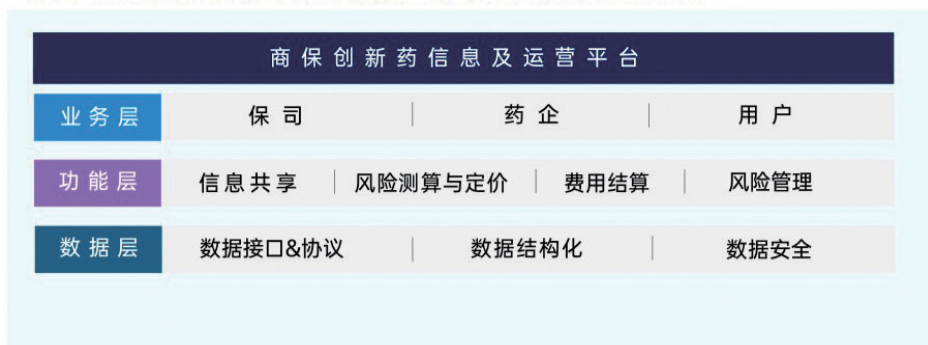 商保创新药信息及运营平台
业务层 保司 | 药企 | 用户
功能层 信息共享 | 风险测算与定价 | 费用结算 | 风险管理
数据层 数据接口&协议 | 数据结构化 | 数据安全